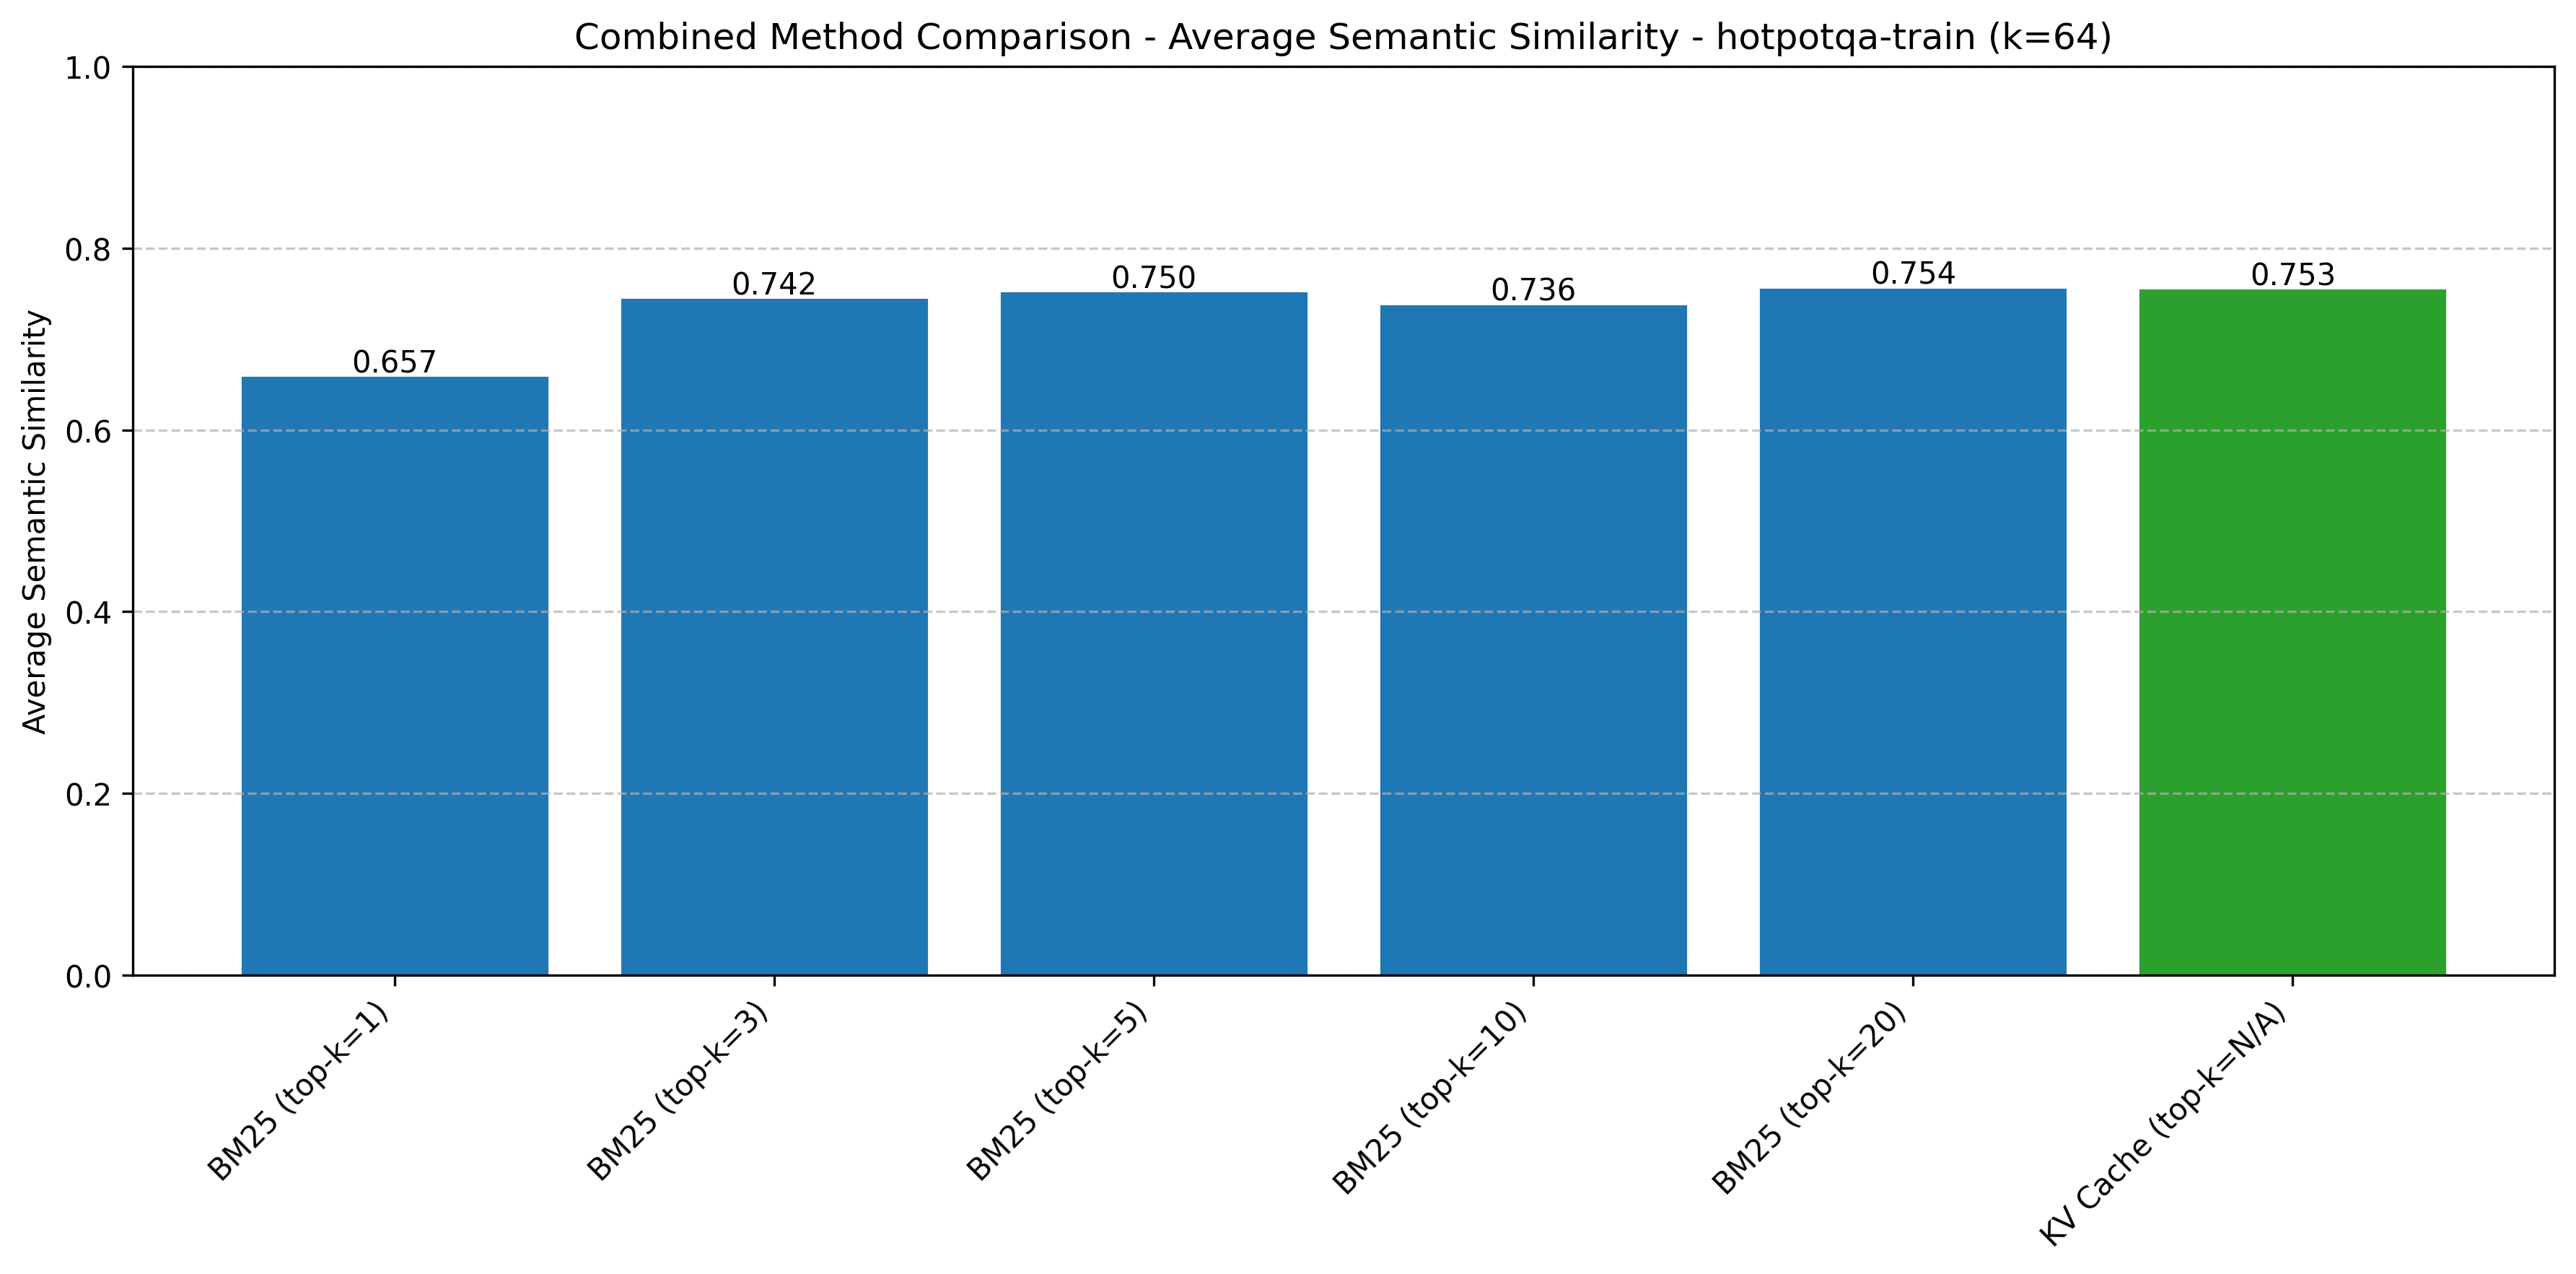 Combined Method Comparison - Average Semantic Similarity - hotpotqa-train (k=64)
Average Semantic Similarity
1.0
0.8
0.6
0.4
0.2
0.0
0.657
0.742
0.750
0.736
0.754
0.753
BM25 (top-k=1)
BM25 (top-k=3)
BM25 (top-k=5)
BM25 (top-k=10)
BM25 (top-k=20)
KV Cache (top-k=N/A)